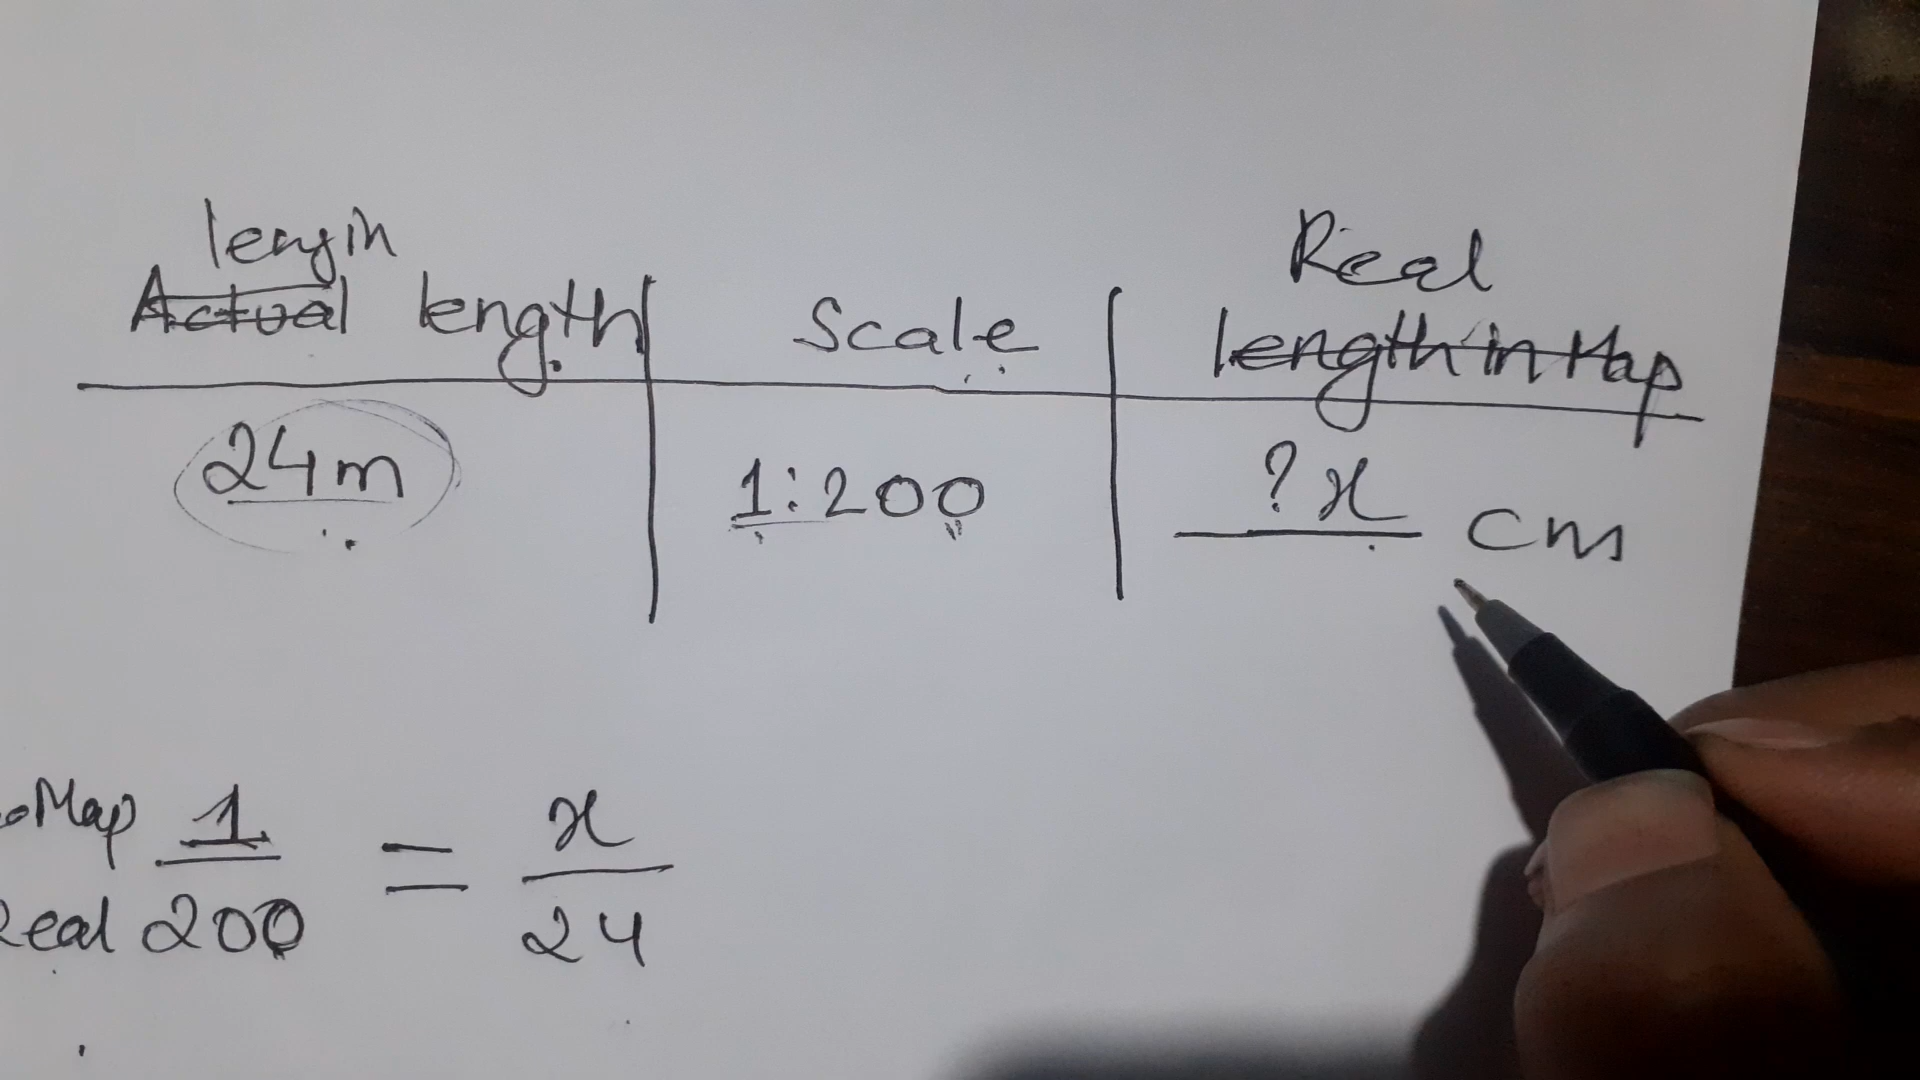 length Real
Actual length Scale length in Map
24m 1:200 ? x cm
Map 1 = x
Real 200 24